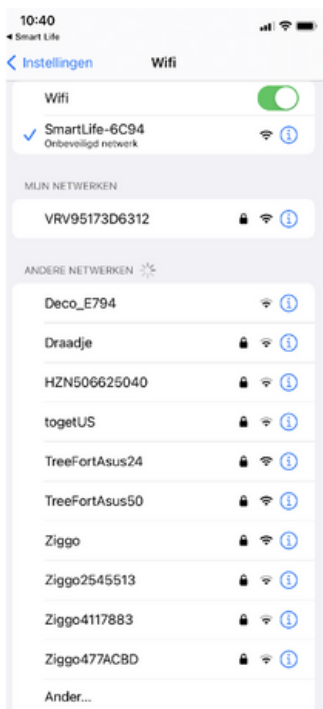 10:40
Smart Life
Instellingen Wifi
Wifi
SmartLife-6C94
Onbeveiligd netwerk
MIJN NETWERKEN
VRV95173D6312
ANDERE NETWERKEN
Deco_E794
Draadje
HZN506625040
togetUS
TreeFortAsus24
TreeFortAsus50
Ziggo
Ziggo2545513
Ziggo4117883
Ziggo477ACBD
Ander...